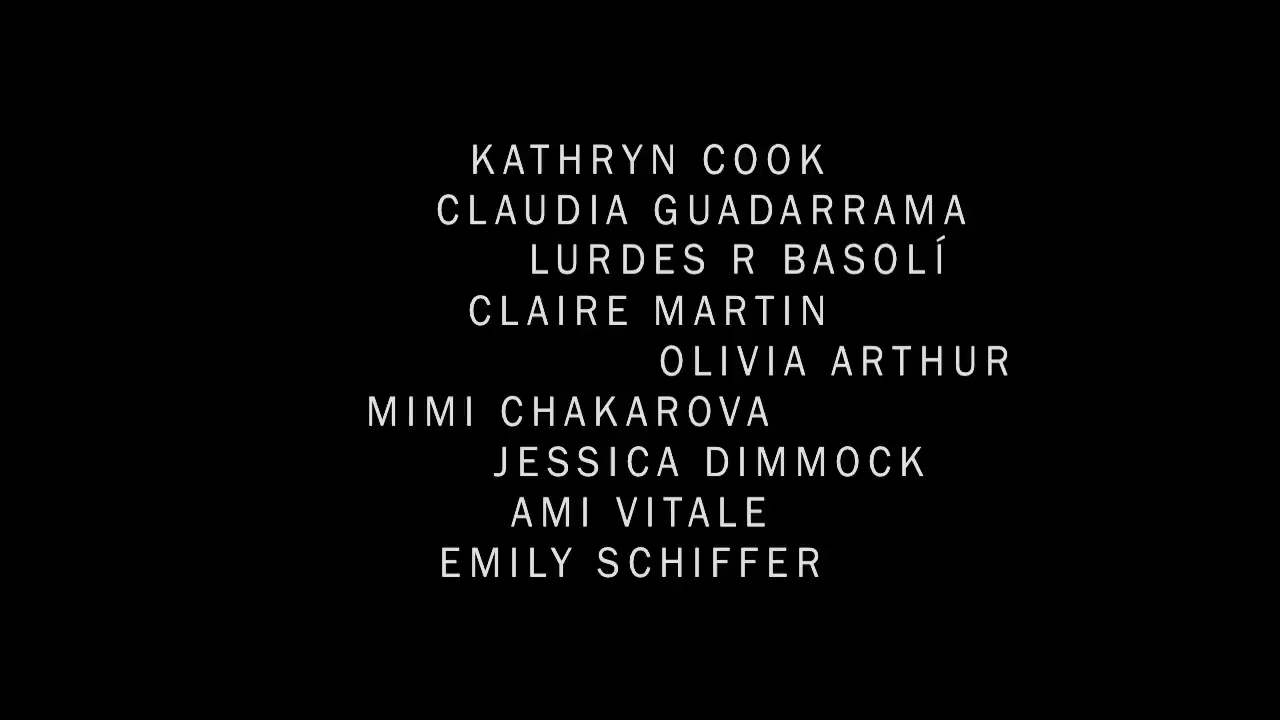 KATHRYN COOK
CLAUDIA GUADARRAMA
LURDES R BASOLÍ
CLAIRE MARTIN
OLIVIA ARTHUR
MIMI CHAKAROVA
JESSICA DIMMOCK
AMI VITALE
EMILY SCHIFFER